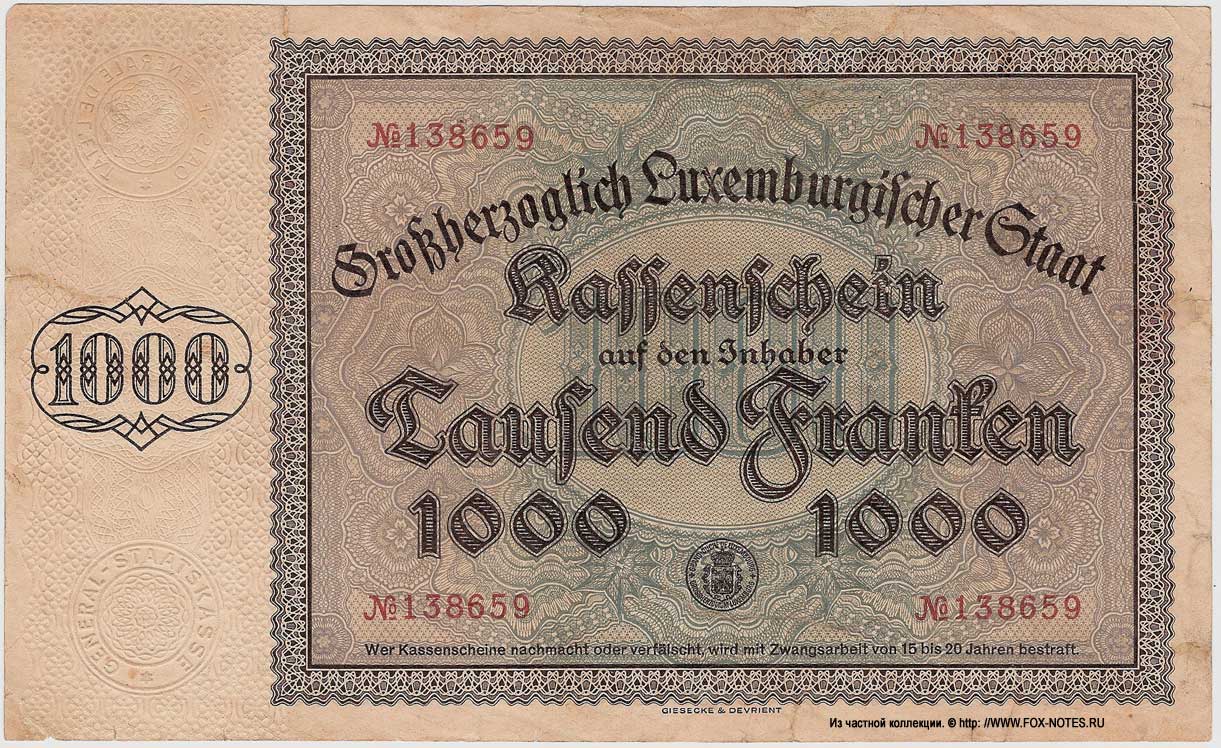 №138659 №138659
Großherzoglich Luxemburgischer Staat
Kassenschein
auf den Inhaber
Tausend Franken
1000
1000 1000
№138659 №138659
GENERAL-STAATSKASSE
Wer Kassenscheine nachmacht oder verfälscht, wird mit Zwangsarbeit von 15 bis 20 Jahren bestraft.
GIESECKE & DEVRIENT
Из частной коллекции. © http: //WWW.FOX-NOTES.RU